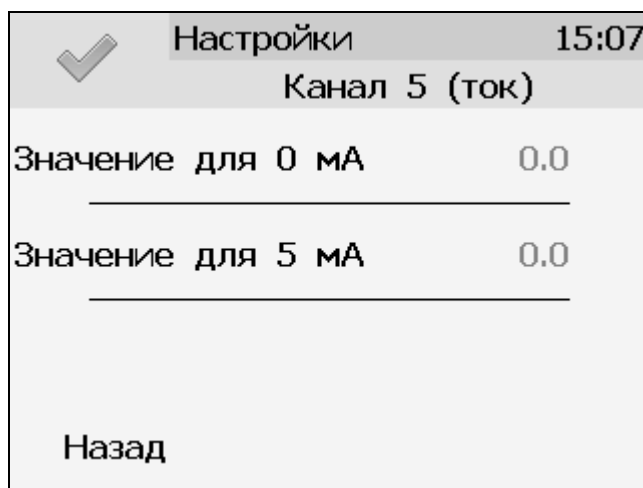 Настройки 15:07
Канал 5 (ток)
Значение для 0 мА 0.0
Значение для 5 мА 0.0
Назад